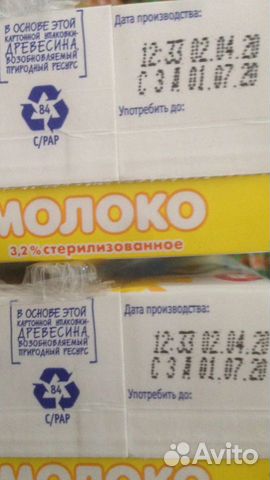 Дата производства:
В ОСНОВЕ ЭТОЙ
КАРТОННОЙ УПАКОВКИ-
ДРЕВЕСИНА,
ВОЗОБНОВЛЯЕМЫЙ
ПРИРОДНЫЙ РЕСУРС
12:33 02.04.20
С 3 А 01.07.20
84
C/PAP
Употребить до:
МОЛОКО
3,2% стерилизованное
Дата производства:
В ОСНОВЕ ЭТОЙ
КАРТОННОЙ УПАКОВКИ-
ДРЕВЕСИНА,
ВОЗОБНОВЛЯЕМЫЙ
ПРИРОДНЫЙ РЕСУРС
12:33 02.04.20
С 3 А 01.07.20
84
C/PAP
Употребить до:
МОЛОКО
Avito